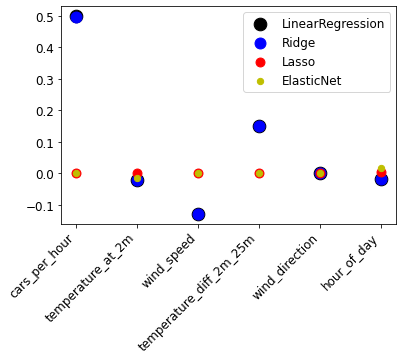 0.5
0.4
0.3
0.2
0.1
0.0
−0.1
LinearRegression
Ridge
Lasso
ElasticNet
cars_per_hour
temperature_at_2m
wind_speed
temperature_diff_2m_25m
wind_direction
hour_of_day